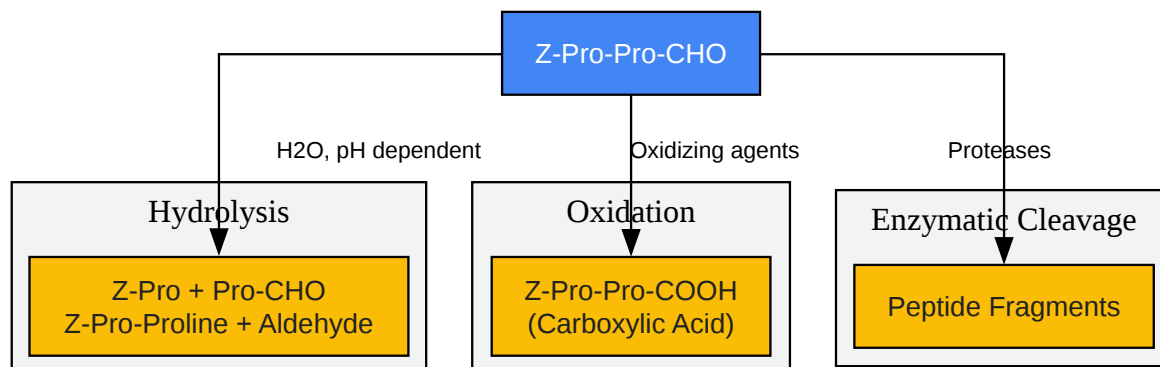 Z-Pro-Pro-CHO
H2O, pH dependent
Oxidizing agents
Proteases
Hydrolysis
Oxidation
Enzymatic Cleavage
Z-Pro + Pro-CHO
Z-Pro-Proline + Aldehyde
Z-Pro-Pro-COOH
(Carboxylic Acid)
Peptide Fragments